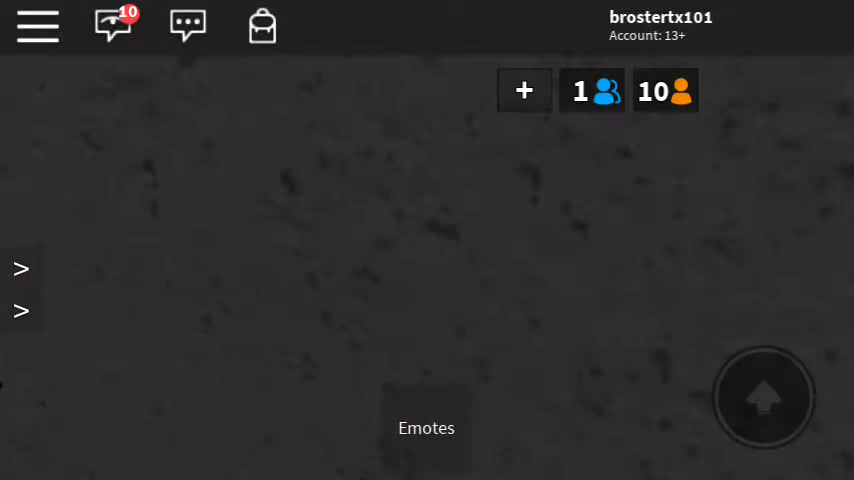 10
brostertx101
Account: 13+
+
1
10
>
>
Emotes